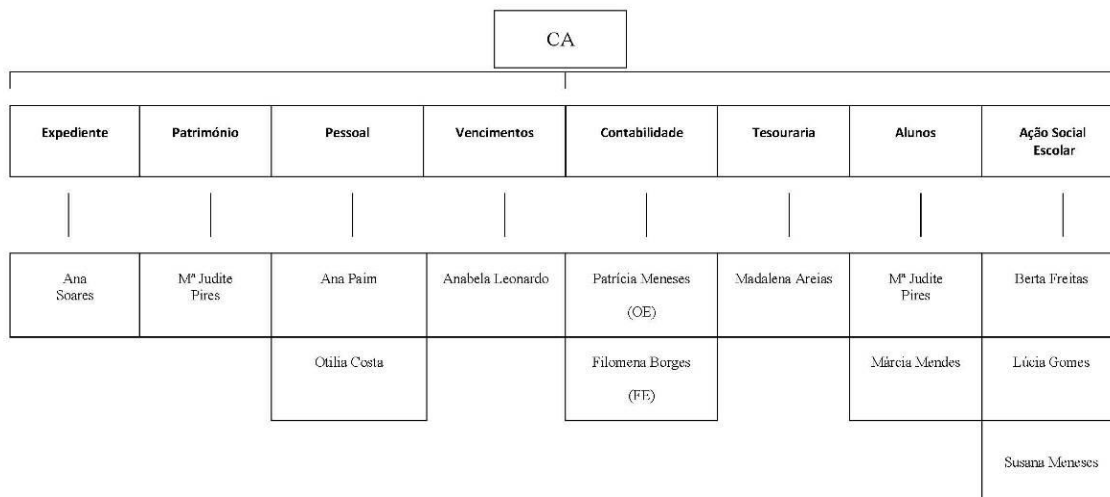 CA
Expediente
Património
Pessoal
Vencimentos
Contabilidade
Tesouraria
Alunos
Ação Social
Escolar
Ana
Soares
Mª Judite
Pires
Ana Paim
Anabela Leonardo
Patrícia Meneses
(OE)
Madalena Areias
Mª Judite
Pires
Berta Freitas
Otilia Costa
Filomena Borges
(FE)
Márcia Mendes
Lúcia Gomes
Susana Meneses